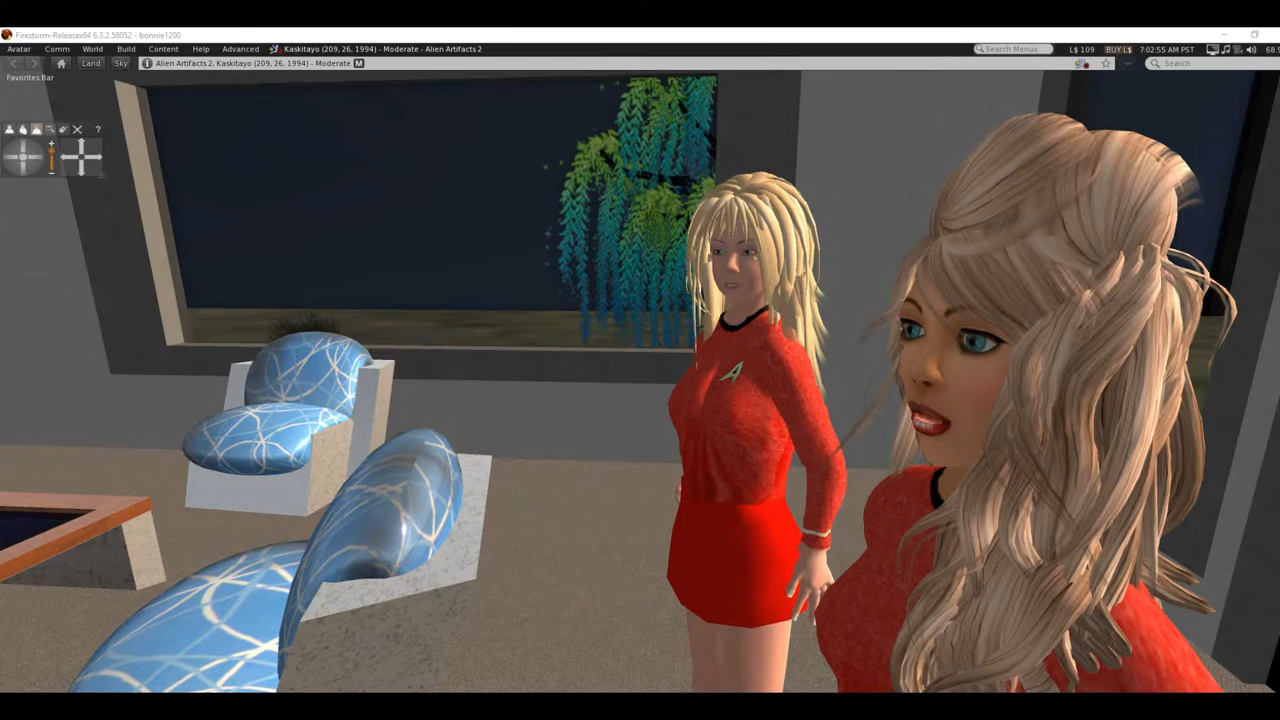 Firestorm-Releasex64 6.3.2.58052 - bonnie1200
Avatar Comm World Build Content Help Advanced Kaskitayo (209, 26, 1994) - Moderate - Alien Artifacts 2 Search Menus L$ 109 BUY L$ 7:02:55 AM PST 68.9
Land Sky Alien Artifacts 2, Kaskitayo (209, 26, 1994) - Moderate M Search
Favorites Bar
?